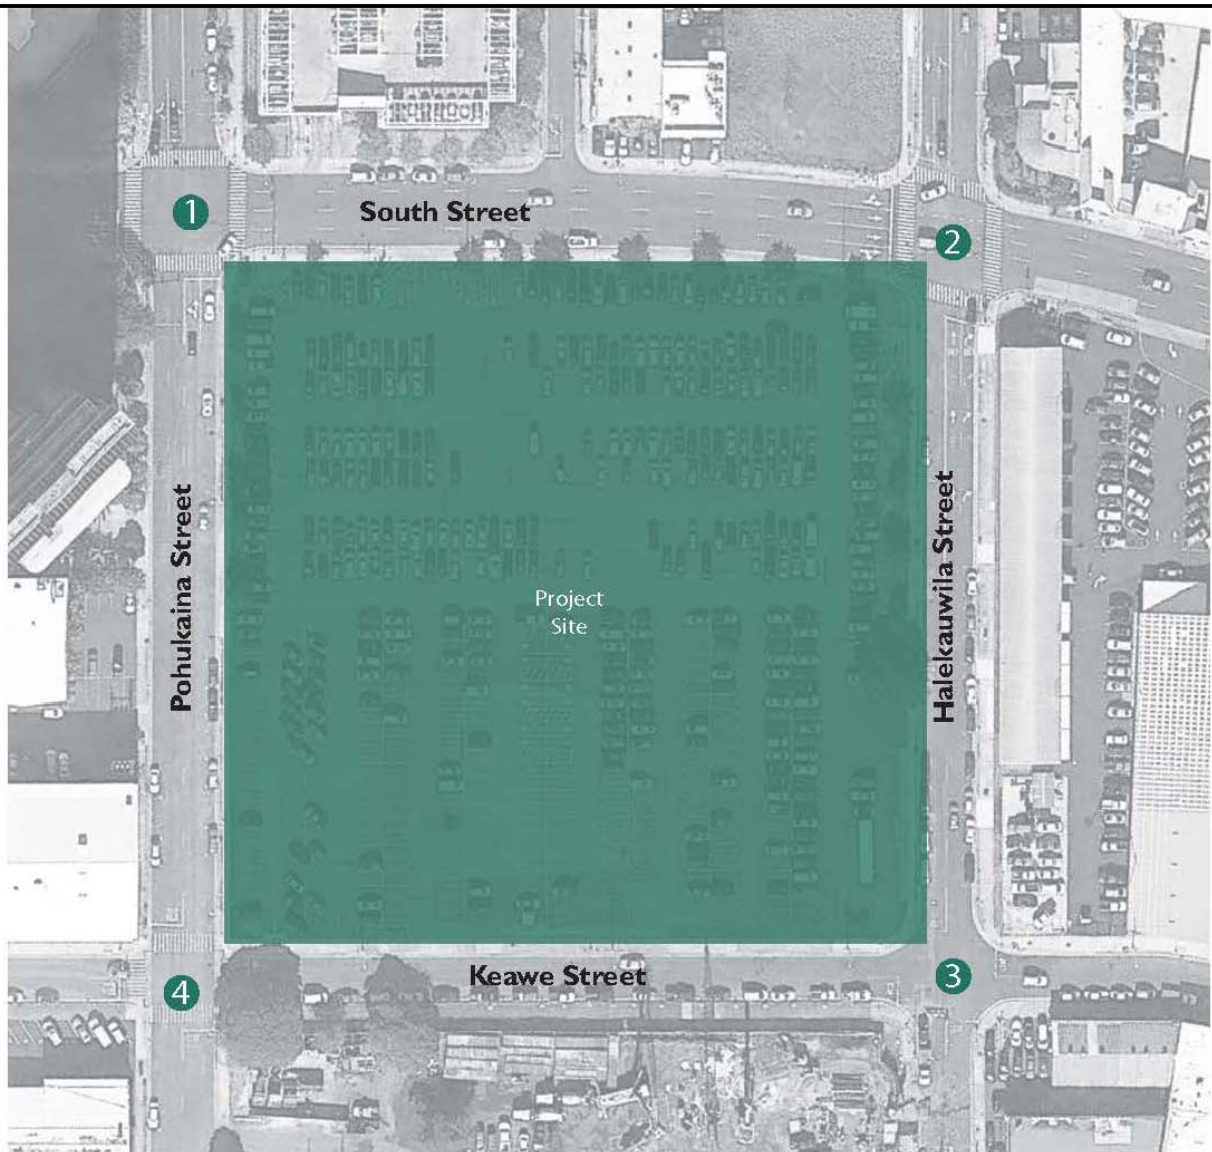 1
South Street
2
Pohukaina Street
Halekauwila Street
Project
Site
Keawe Street
3
4